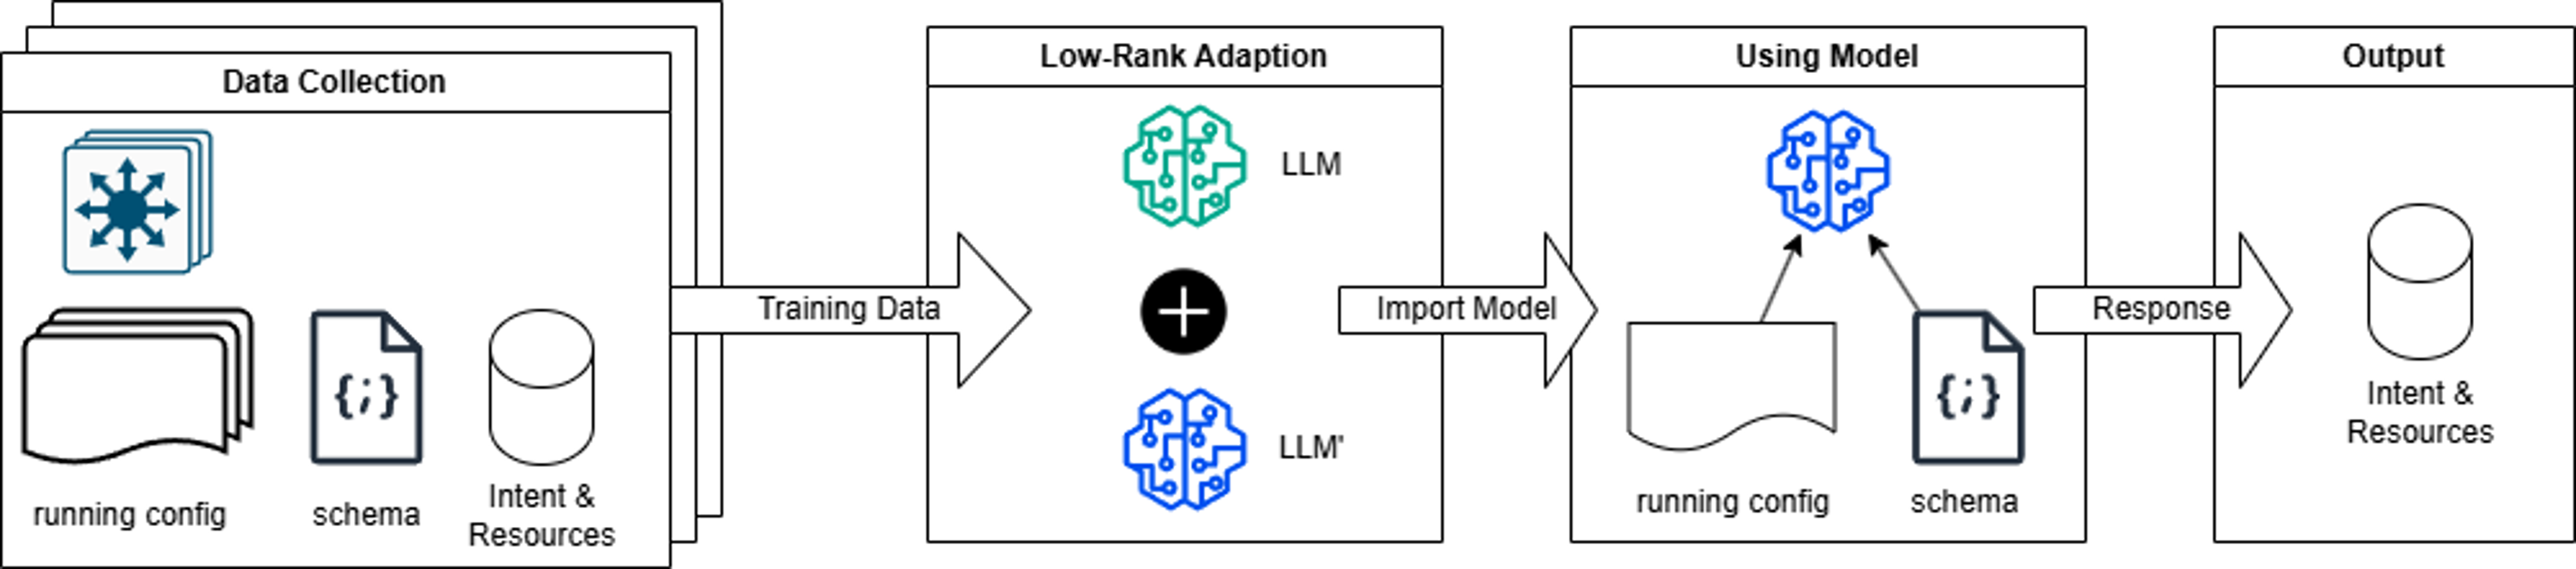 Data Collection
running config
schema
{;}
Intent &
Resources
Training Data
Low-Rank Adaption
LLM
LLM'
Import Model
Using Model
running config
{;}
schema
Response
Output
Intent &
Resources